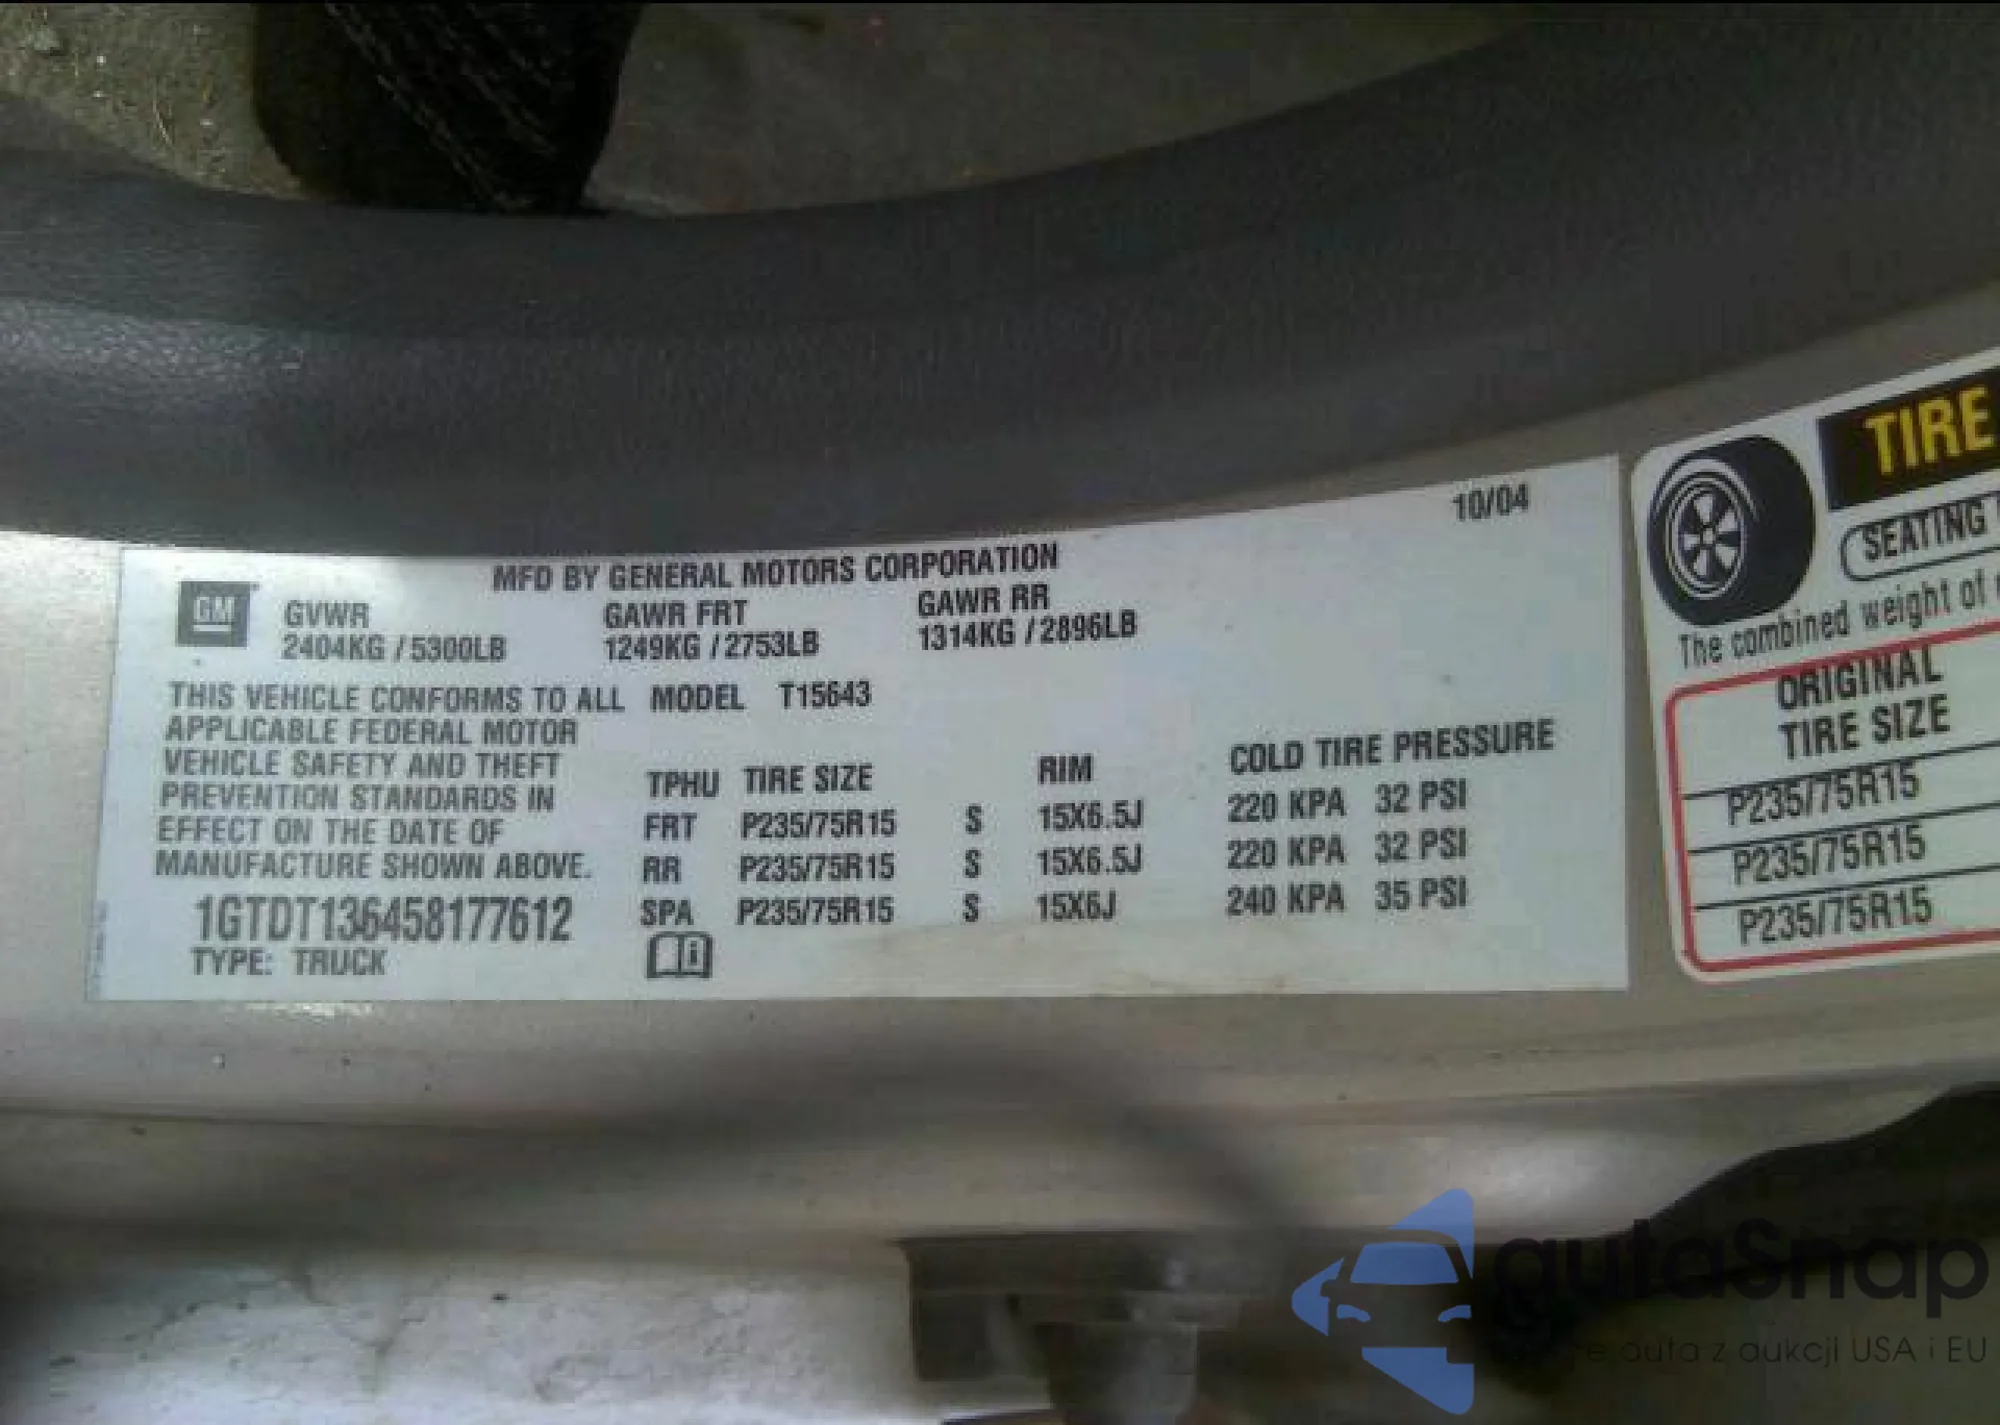 10/04
MFD BY GENERAL MOTORS CORPORATION
GM
GVWR GAWR FRT GAWR RR
2404KG / 5300LB 1249KG / 2753LB 1314KG / 2896LB
THIS VEHICLE CONFORMS TO ALL
APPLICABLE FEDERAL MOTOR
VEHICLE SAFETY AND THEFT
PREVENTION STANDARDS IN
EFFECT ON THE DATE OF
MANUFACTURE SHOWN ABOVE.
1GTDT136458177612
TYPE: TRUCK
MODEL T15643
TPHU TIRE SIZE RIM COLD TIRE PRESSURE
FRT P235/75R15 S 15X6.5J 220 KPA 32 PSI
RR P235/75R15 S 15X6.5J 220 KPA 32 PSI
SPA P235/75R15 S 15X6J 240 KPA 35 PSI
i
TIRE
SEATING
The combined weight of
ORIGINAL
TIRE SIZE
P235/75R15
P235/75R15
P235/75R15
autaSnap
auta z aukcji USA i EU